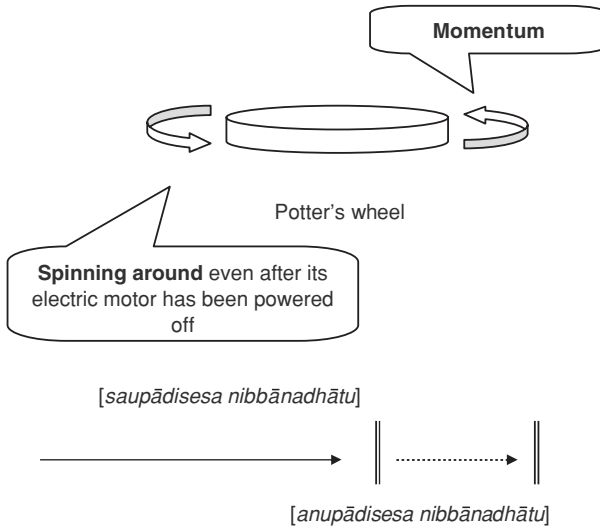 Momentum
Potter's wheel
Spinning around even after its
electric motor has been powered
off
[saupādisesa nibbānadhātu]
[anupādisesa nibbānadhātu]